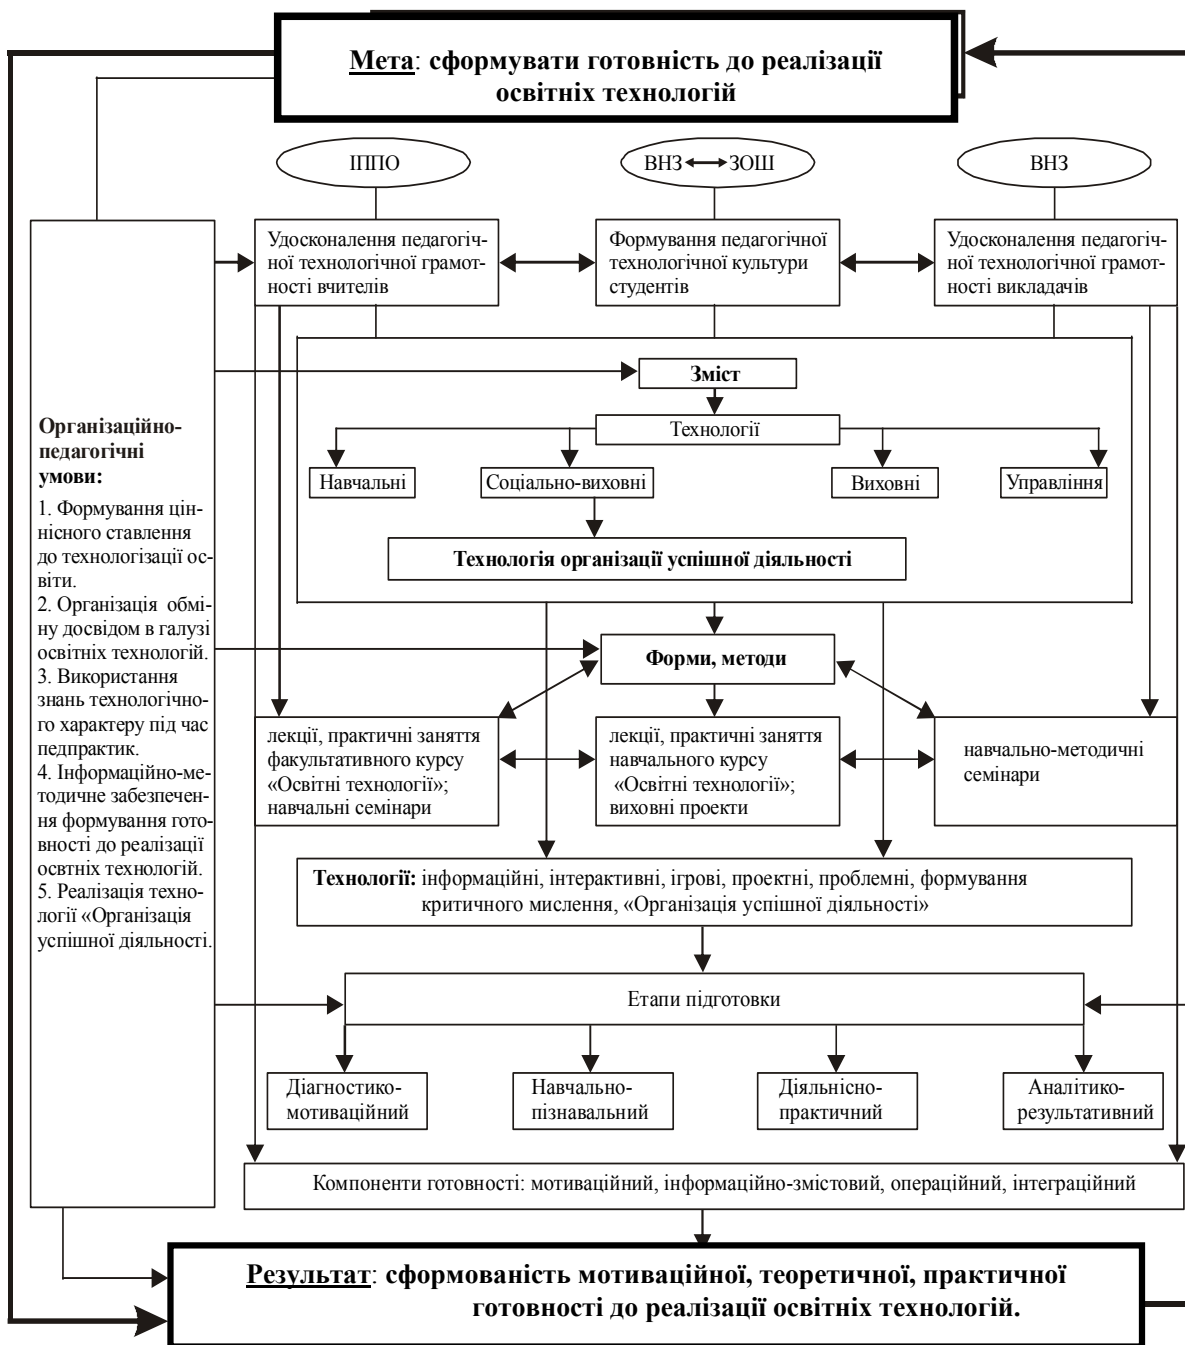 Мета: сформувати готовність до реалізації
освітніх технологій
ІППО
ВНЗ ЗОШ
ВНЗ
Удосконалення педагогіч-
ної технологічної грамот-
ності вчителів
Формування педагогічної
технологічної культури
студентів
Удосконалення педагогіч-
ної технологічної грамот-
ності викладачів
Організаційно-
педагогічні
умови:
1. Формування цін-
нісного ставлення
до технологізації ос-
віти.
2. Організація обмі-
ну досвідом в галузі
освітніх технологій.
3. Використання
знань технологічно-
го характеру під час
педпрактик.
4. Інформаційно-ме-
тодичне забезпечен-
ня формування гото-
вності до реалізації
освтніх технологій.
5. Реалізація техно-
логії «Організація
успішної діяльності.
Зміст
Технології
Навчальні
Соціально-виховні
Виховні
Управління
Технологія організації успішної діяльності
Форми, методи
лекції, практичні заняття
факультативного курсу
«Освітні технології»;
навчальні семінари
лекції, практичні заняття
навчального курсу
«Освітні технології»;
виховні проекти
навчально-методичні
семінари
Технології: інформаційні, інтерактивні, ігрові, проектні, проблемні, формування
критичного мислення, «Організація успішної діяльності»
Етапи підготовки
Діагностико-
мотиваційний
Навчально-
пізнавальний
Діяльнісно-
практичний
Аналітико-
результативний
Компоненти готовності: мотиваційний, інформаційно-змістовий, операційний, інтеграційний
Результат: сформованість мотиваційної, теоретичної, практичної
готовності до реалізації освітніх технологій.